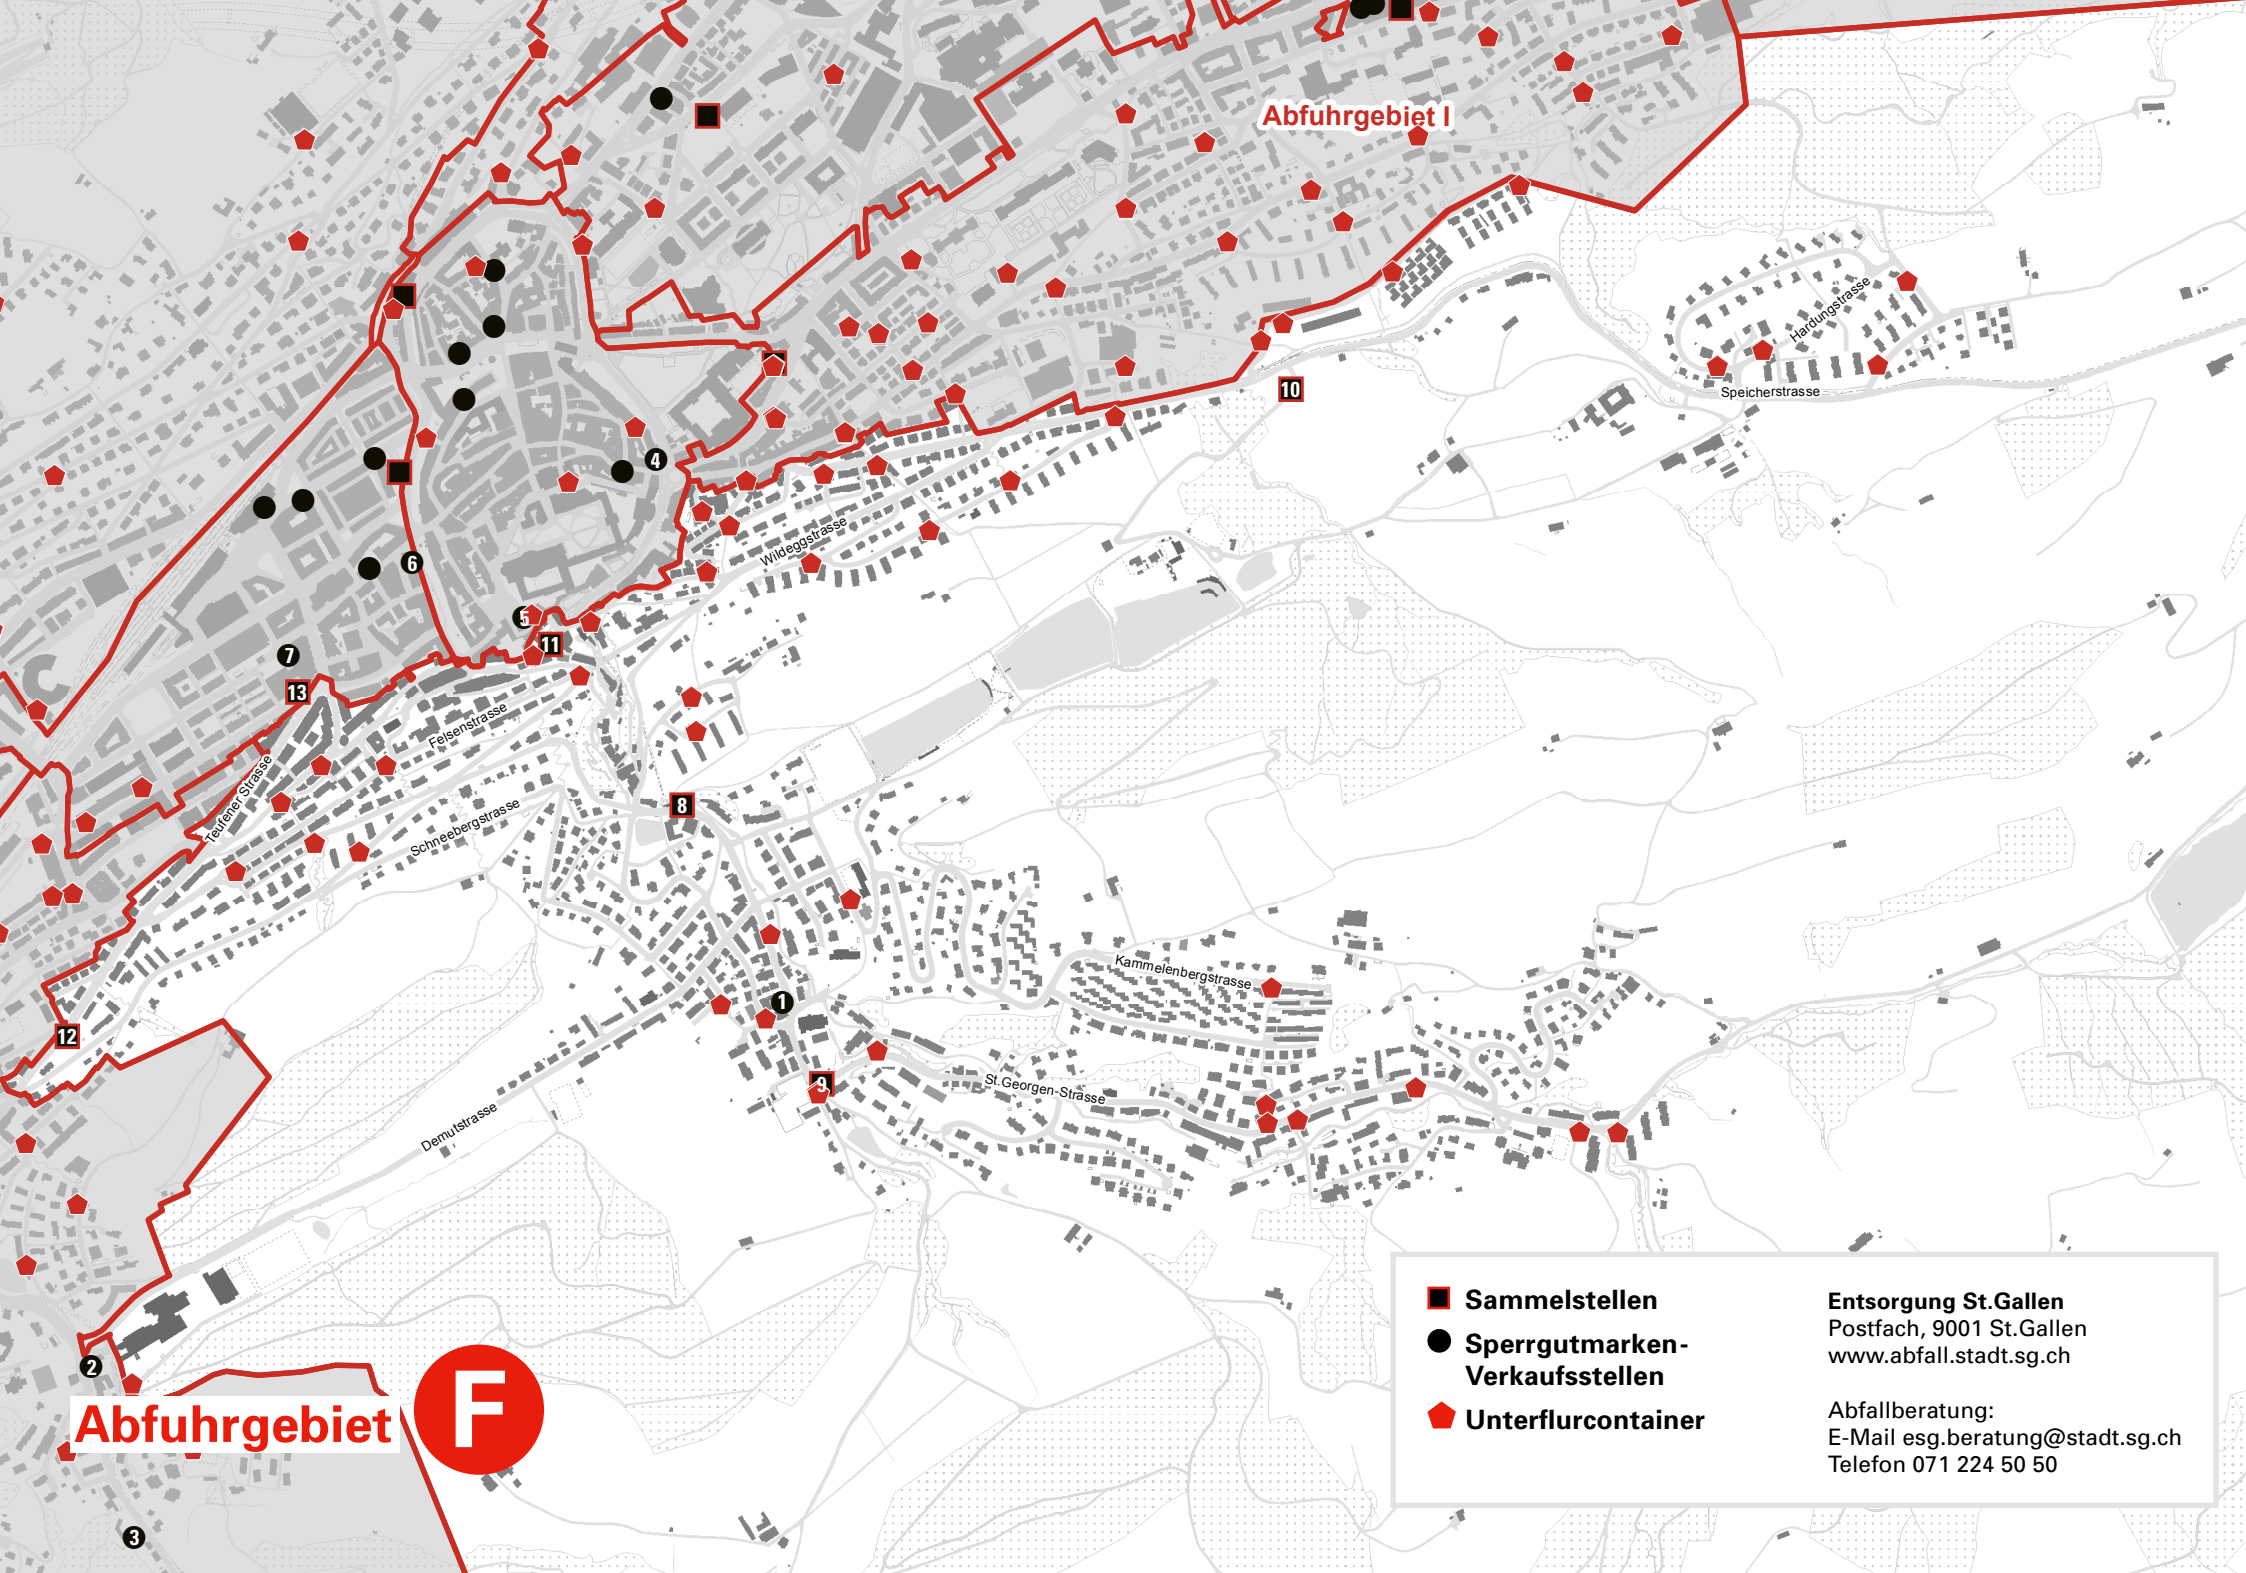 Abfuhrgebiet I
Hardungstrasse
Speicherstrasse
10
4
Wildeggstrasse
6
5
11
7
13
Felsenstrasse
Teufener Strasse
8
Schneebergstrasse
Kammelenbergstrasse
1
12
9
St.Georgen-Strasse
Demutstrasse
2
Abfuhrgebiet F
3
Sammelstellen
Sperrgutmarken-
Verkaufsstellen
Unterflurcontainer
Entsorgung St.Gallen
Postfach, 9001 St.Gallen
www.abfall.stadt.sg.ch
Abfallberatung:
E-Mail esg.beratung@stadt.sg.ch
Telefon 071 224 50 50